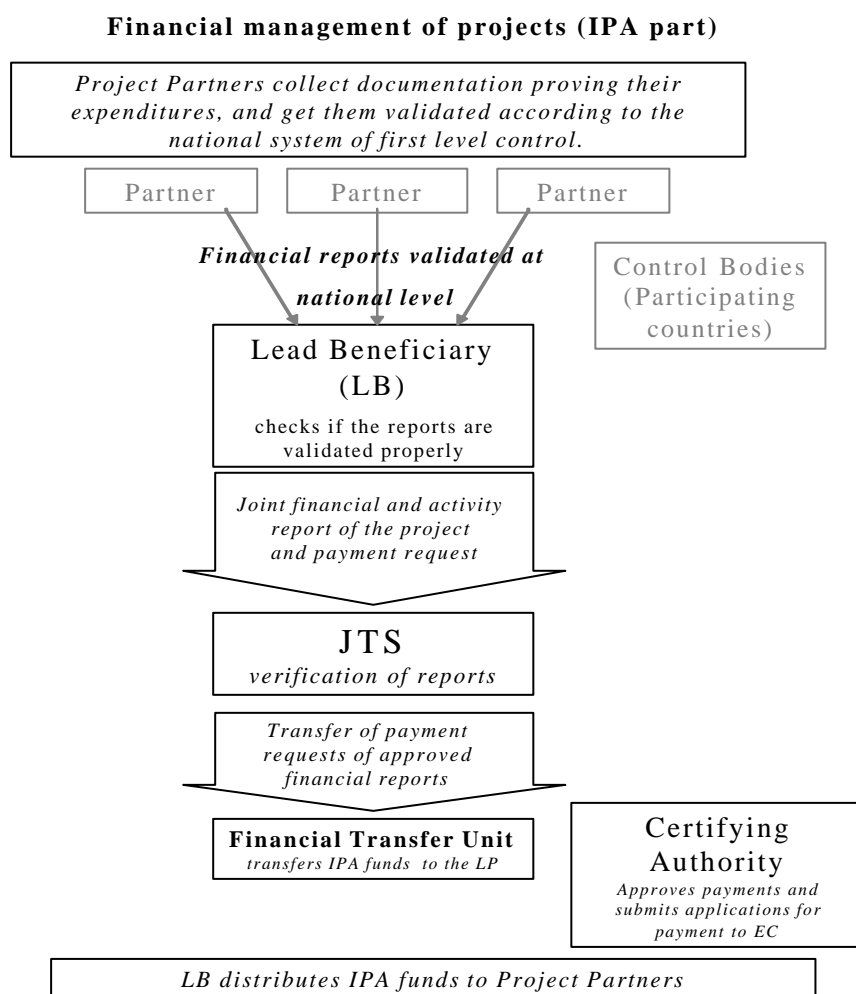 Financial management of projects (IPA part)
Project Partners collect documentation proving their
expenditures, and get them validated according to the
national system of first level control.
Partner
Partner
Partner
Financial reports validated at
national level
Control Bodies
(Participating
countries)
Lead Beneficiary
(LB)
checks if the reports are
validated properly
Joint financial and activity
report of the project
and payment request
JTS
verification of reports
Transfer of payment
requests of approved
financial reports
Financial Transfer Unit
transfers IPA funds to the LP
Certifying
Authority
Approves payments and
submits applications for
payment to EC
LB distributes IPA funds to Project Partners